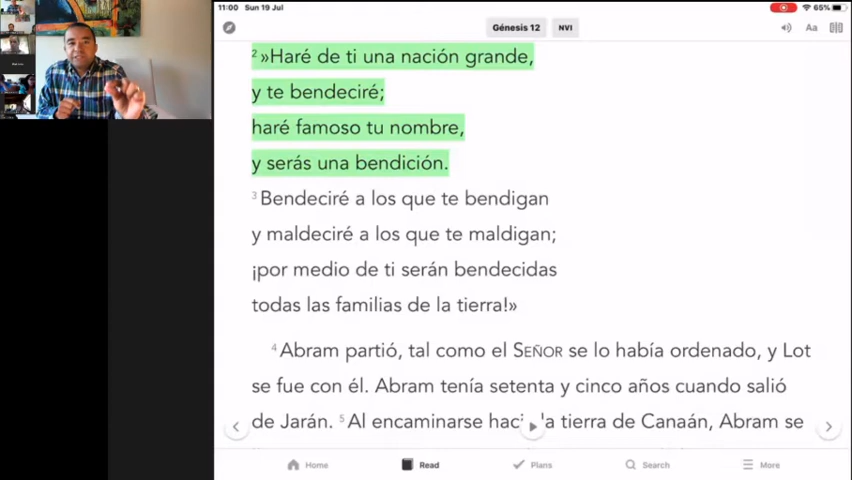 11:00 Sun 19 Jul
65%
Génesis 12 NVI
Aa
2 »Haré de ti una nación grande,
y te bendeciré;
haré famoso tu nombre,
y serás una bendición.
3 Bendeciré a los que te bendigan
y maldeciré a los que te maldigan;
¡por medio de ti serán bendecidas
todas las familias de la tierra!»
4 Abram partió, tal como el SEÑOR se lo había ordenado, y Lot
se fue con él. Abram tenía setenta y cinco años cuando salió
de Jarán. 5 Al encaminarse hacia la tierra de Canaán, Abram se
Home Read Plans Search More